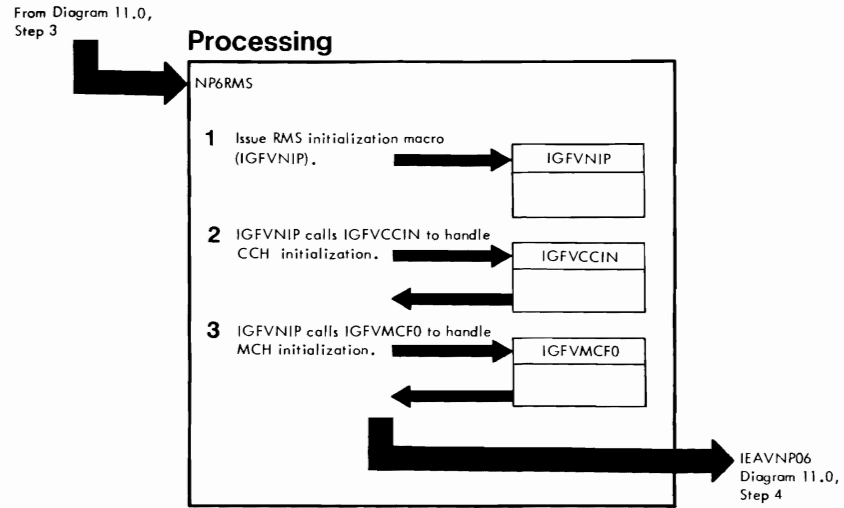 From Diagram 11.0,
Step 3
Processing
NP6RMS
1 Issue RMS initialization macro
(IGFVNIP).
IGFVNIP
2 IGFVNIP calls IGFVCCIN to handle
CCH initialization.
IGFVCCIN
3 IGFVNIP calls IGFVMCF0 to handle
MCH initialization.
IGFVMCF0
IEAVNP06
Diagram 11.0,
Step 4